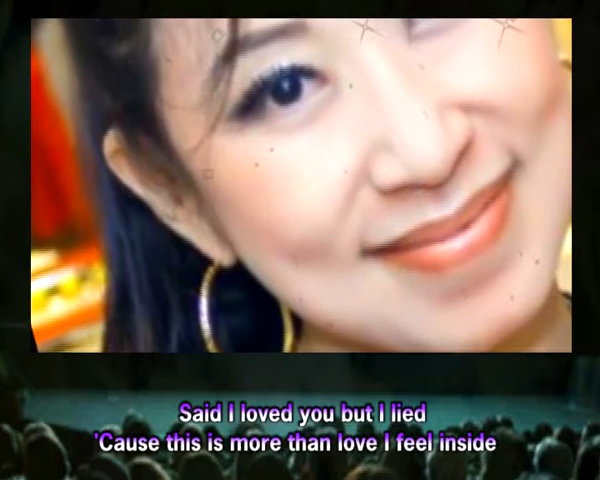 Said I loved you but I lied
'Cause this is more than love I feel inside